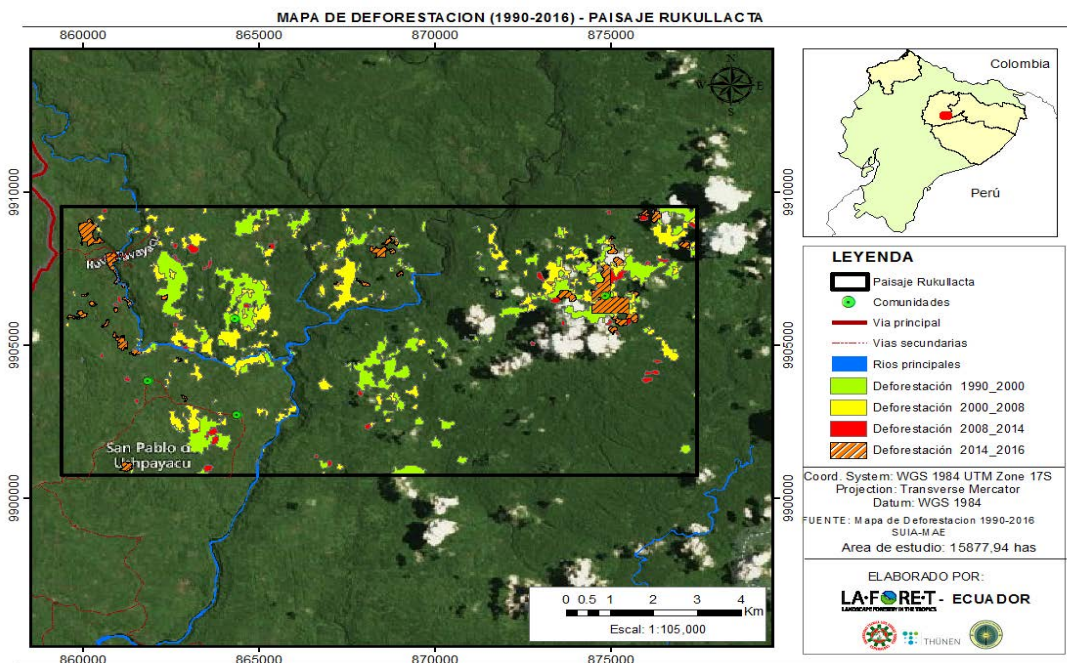 MAPA DE DEFORESTACION (1990-2016) - PAISAJE RUKULLACTA
860000
865000
870000
875000
9910000
9905000
9900000
9910000
9905000
9900000
860000
865000
870000
875000
N
E
S
W
San Pablo d
Ushpayacu
0 0.5 1 2 3 4
Km
Escal: 1:105,000
Colombia
Perú
LEYENDA
Paisaje Rukullacta
Comunidades
Via principal
Vias secundarias
Rios principales
Deforestación 1990_2000
Deforestación 2000_2008
Deforestación 2008_2014
Deforestación 2014_2016
Coord. System: WGS 1984 UTM Zone 17S
Projection: Transverse Mercator
Datum: WGS 1984
FUENTE: Mapa de Deforestacion 1990-2016
SUIA-MAE
Area de estudio: 15877,94 has
ELABORADO POR:
LA·FORET - ECUADOR
LANDSCAPE FORESTRY IN THE TROPICS
THÜNEN